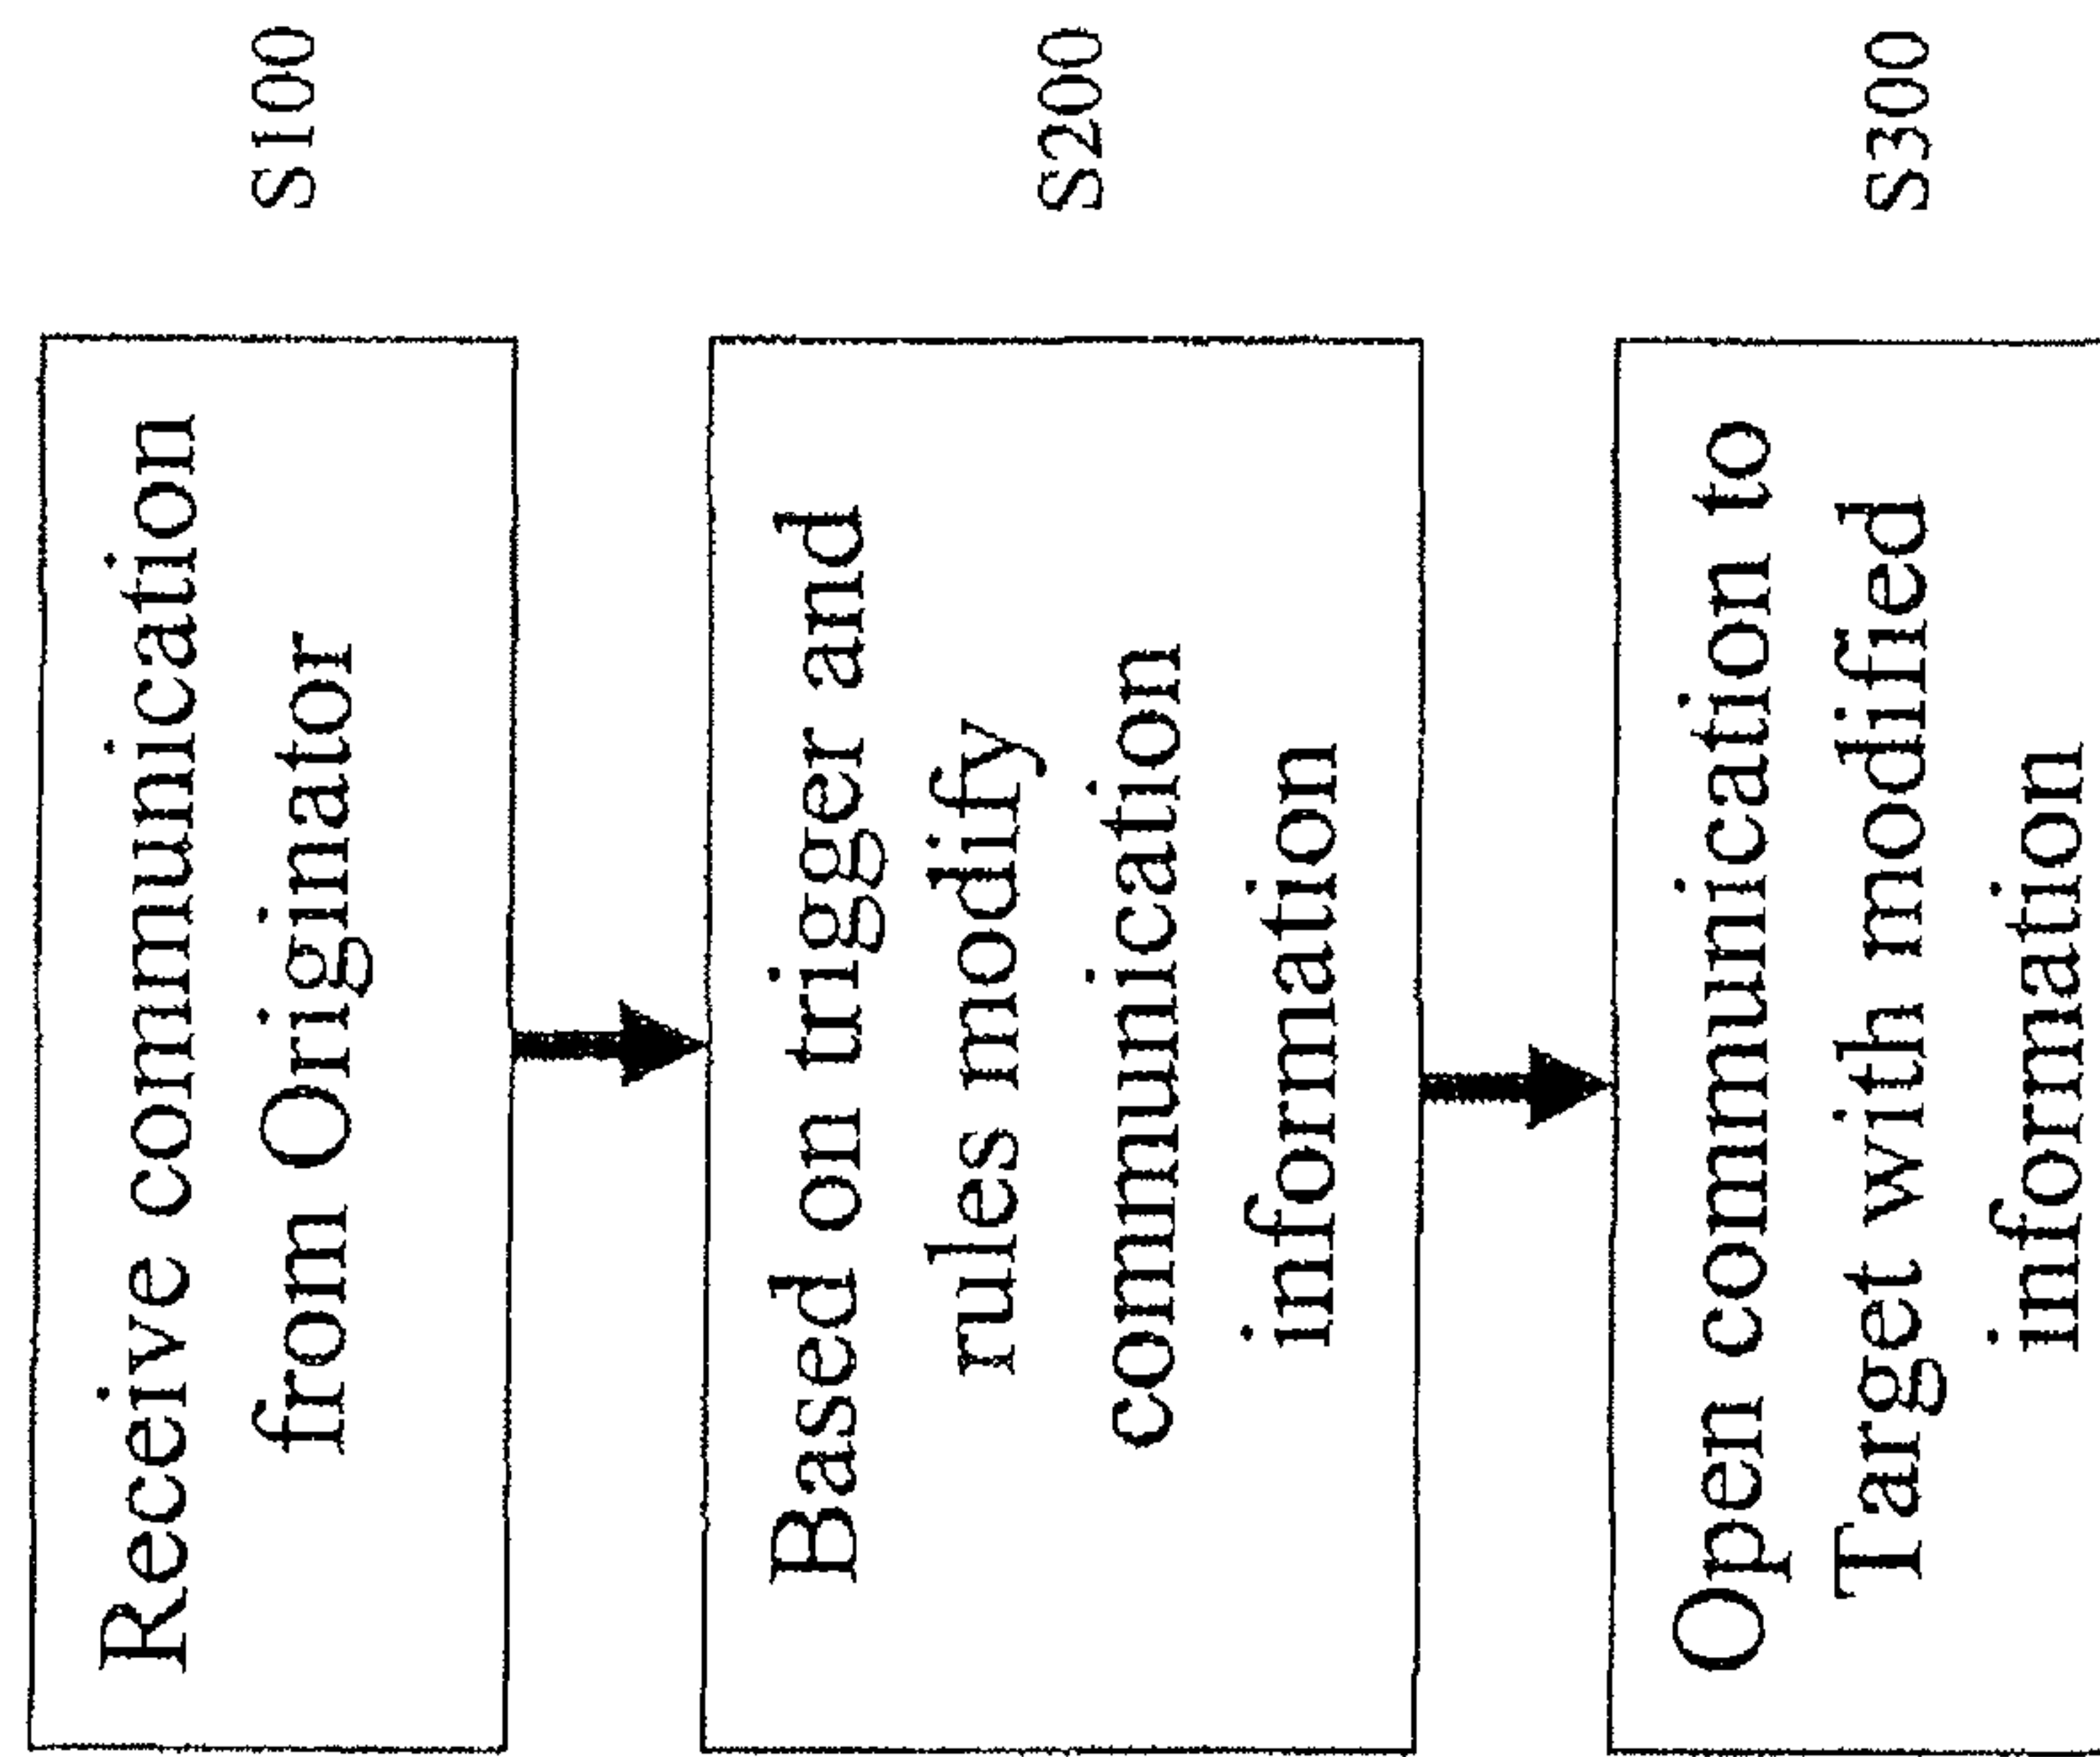 Receive communication
from Originator
S100
Based on trigger and
rules modify
communication
information
S200
Open communication to
Target with modified
information
S300